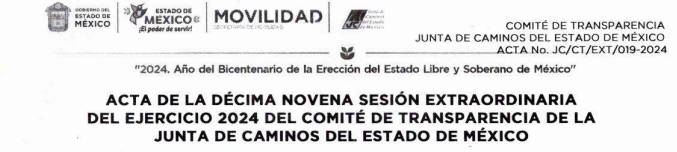 GOBIERNO DEL
ESTADO DE
MÉXICO
ESTADO DE
MÉXICO
¡El poder de servir!
MOVILIDAD
SECRETARÍA DE MOVILIDAD
COMITÉ DE TRANSPARENCIA
JUNTA DE CAMINOS DEL ESTADO DE MÉXICO
ACTA No. JC/CT/EXT/019-2024
"2024. Año del Bicentenario de la Erección del Estado Libre y Soberano de México"
ACTA DE LA DÉCIMA NOVENA SESIÓN EXTRAORDINARIA
DEL EJERCICIO 2024 DEL COMITÉ DE TRANSPARENCIA DE LA
JUNTA DE CAMINOS DEL ESTADO DE MÉXICO